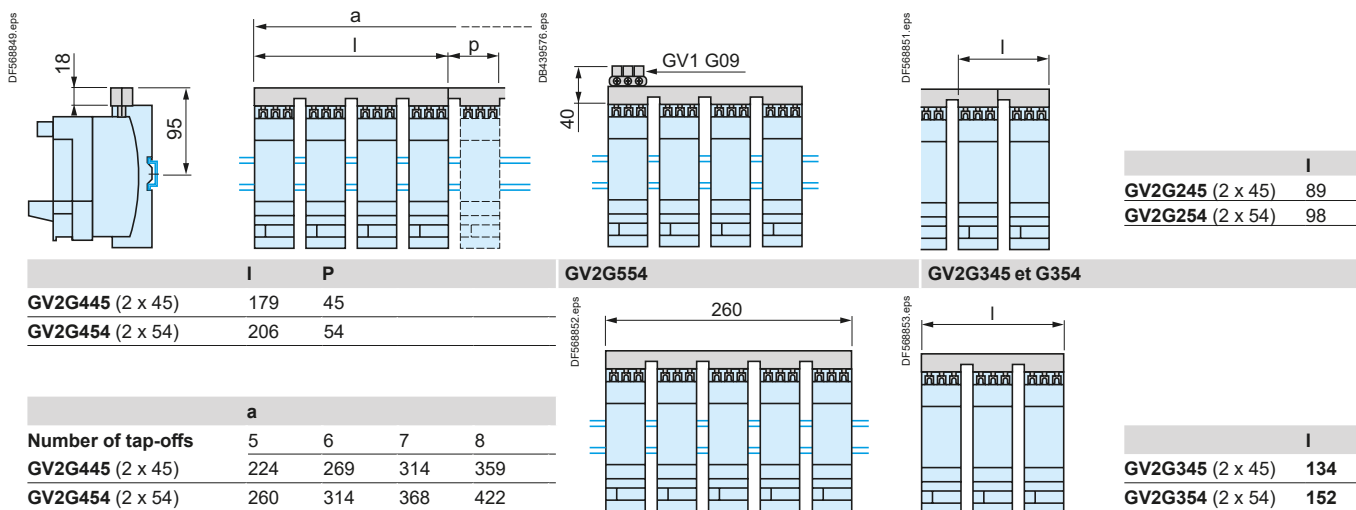 DF568849.eps
18
95
a
l
p
DB439576.eps
GV1 G09
40
DF568851.eps
l
l
GV2G245 (2 x 45) 89
GV2G254 (2 x 54) 98
l P
GV2G445 (2 x 45) 179 45
GV2G454 (2 x 54) 206 54
GV2G554
GV2G345 et G354
DF568852.eps
260
DF568853.eps
l
a
Number of tap-offs 5 6 7 8
GV2G445 (2 x 45) 224 269 314 359
GV2G454 (2 x 54) 260 314 368 422
l
GV2G345 (2 x 45) 134
GV2G354 (2 x 54) 152